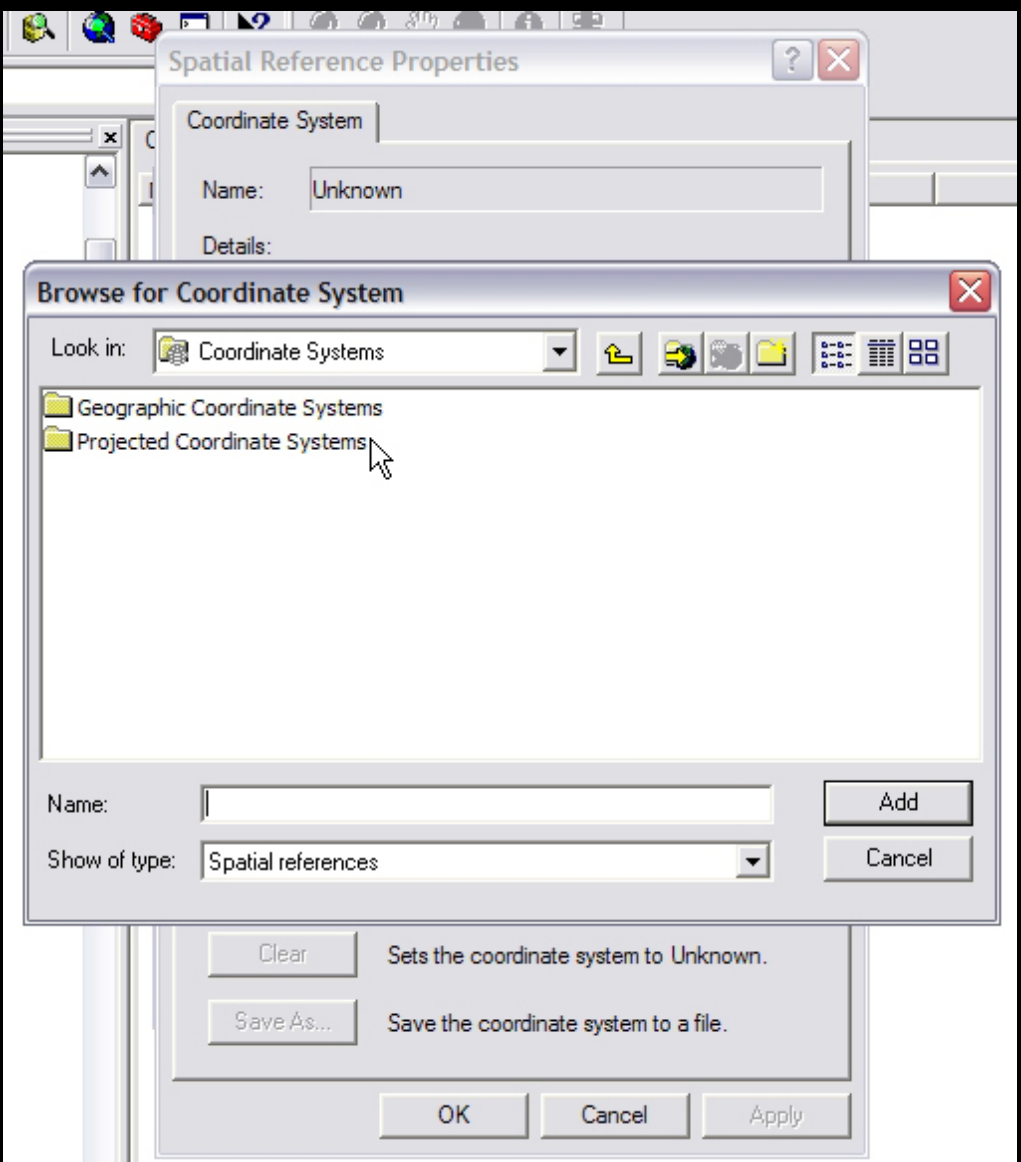 Spatial Reference Properties
Coordinate System
Name: Unknown
Details:
Browse for Coordinate System
Look in: Coordinate Systems
Geographic Coordinate Systems
Projected Coordinate Systems
Name: Add
Show of type: Spatial references Cancel
Clear Sets the coordinate system to Unknown.
Save As... Save the coordinate system to a file.
OK Cancel Apply